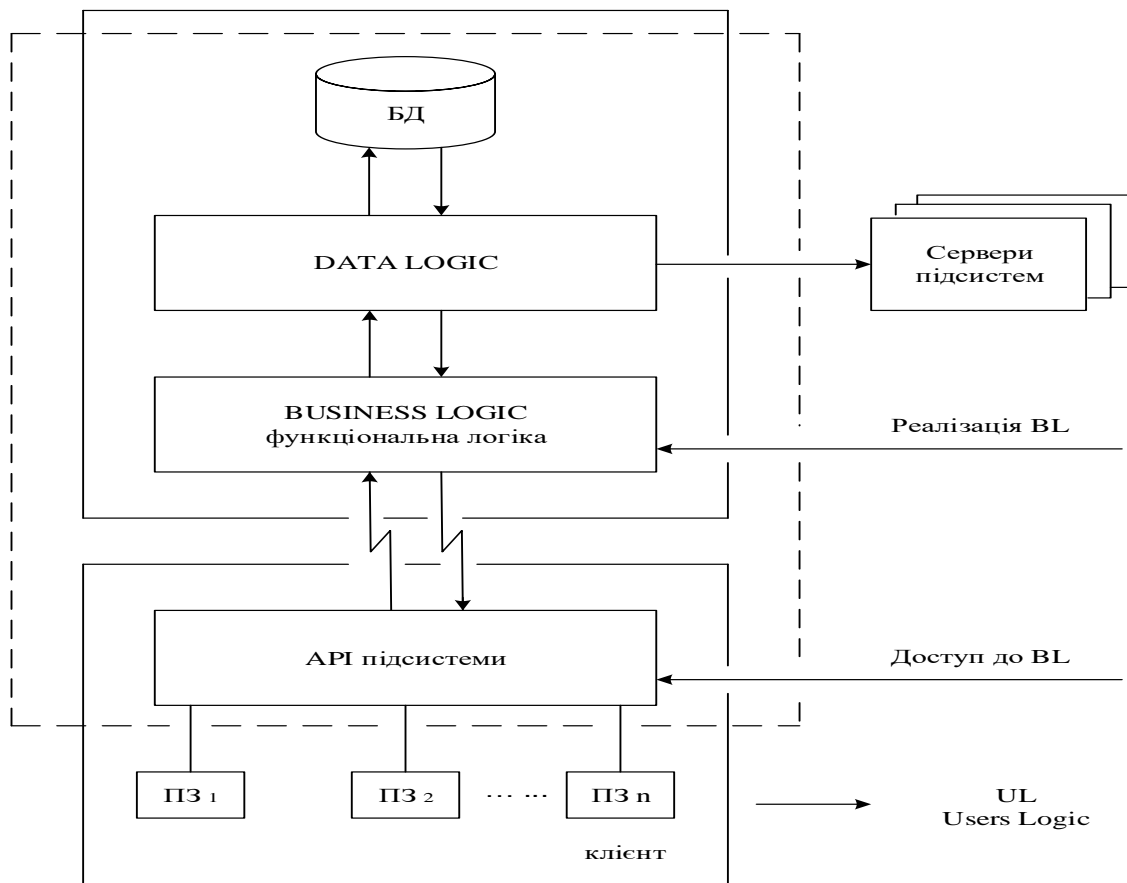 БД
DATA LOGIC
Сервери
підсистем
BUSINESS LOGIC
функціональна логіка
Реалізація BL
API підсистеми
Доступ до BL
ПЗ 1
ПЗ 2
... ...
ПЗ n
UL
Users Logic
клієнт